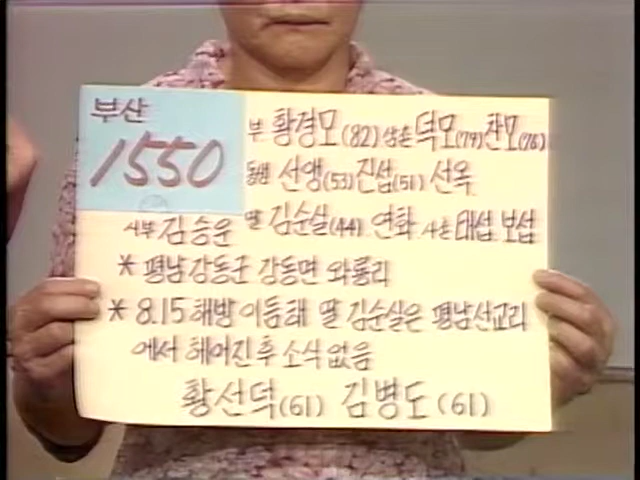 부산
1550
부 황경모(82) 삼촌 덕모(79) 찬모(76)
동생 선앵(53) 진섭(51) 선옥
시부 김승운 딸 김순실(44) 연화 사촌 태섭 보섭
* 평남 강동군 강동면 와룡리
* 8.15 해방 이듬해 딸 김순실은 평남 선교리
에서 헤어진 후 소식 없음
황선덕(61) 김병도(61)